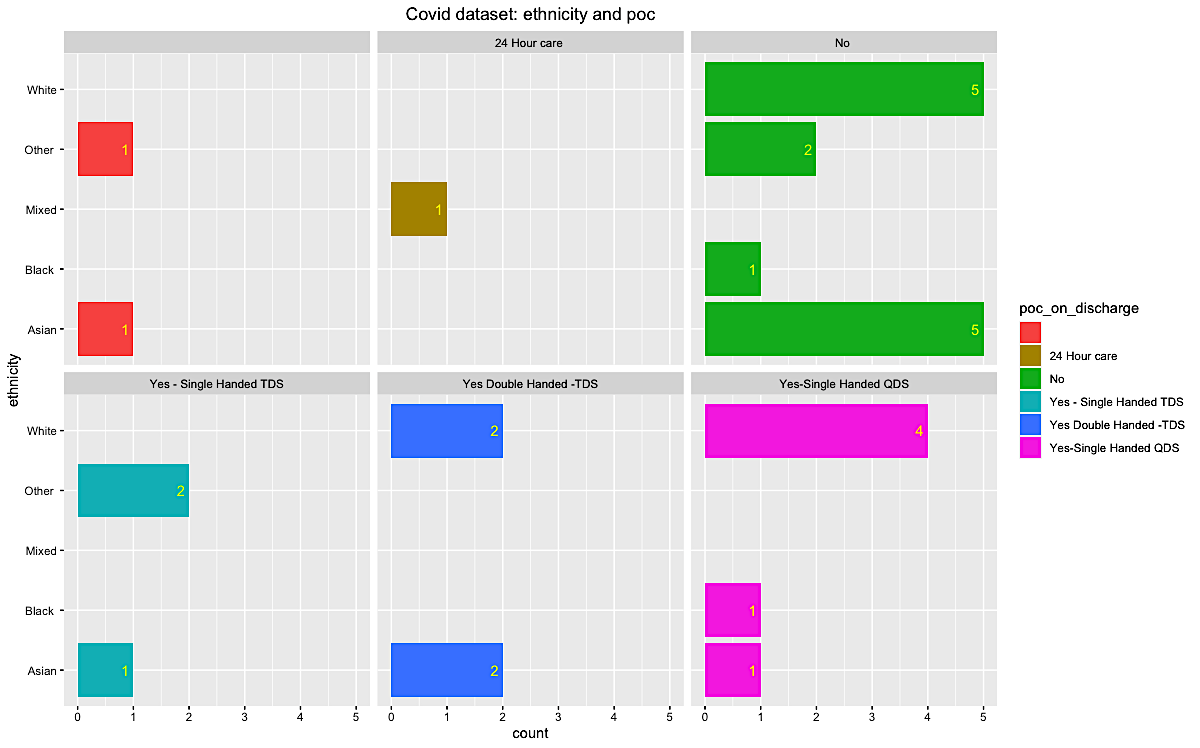 Covid dataset: ethnicity and poc
24 Hour care
No
White
5
Other
1
2
Mixed
1
Black
1
Asian
1
5
Yes - Single Handed TDS
Yes Double Handed -TDS
Yes-Single Handed QDS
White
2
4
Other
2
Mixed
Black
1
Asian
1
2
1
0 1 2 3 4 5
0 1 2 3 4 5
0 1 2 3 4 5
count
ethnicity
poc_on_discharge
24 Hour care
No
Yes - Single Handed TDS
Yes Double Handed -TDS
Yes-Single Handed QDS